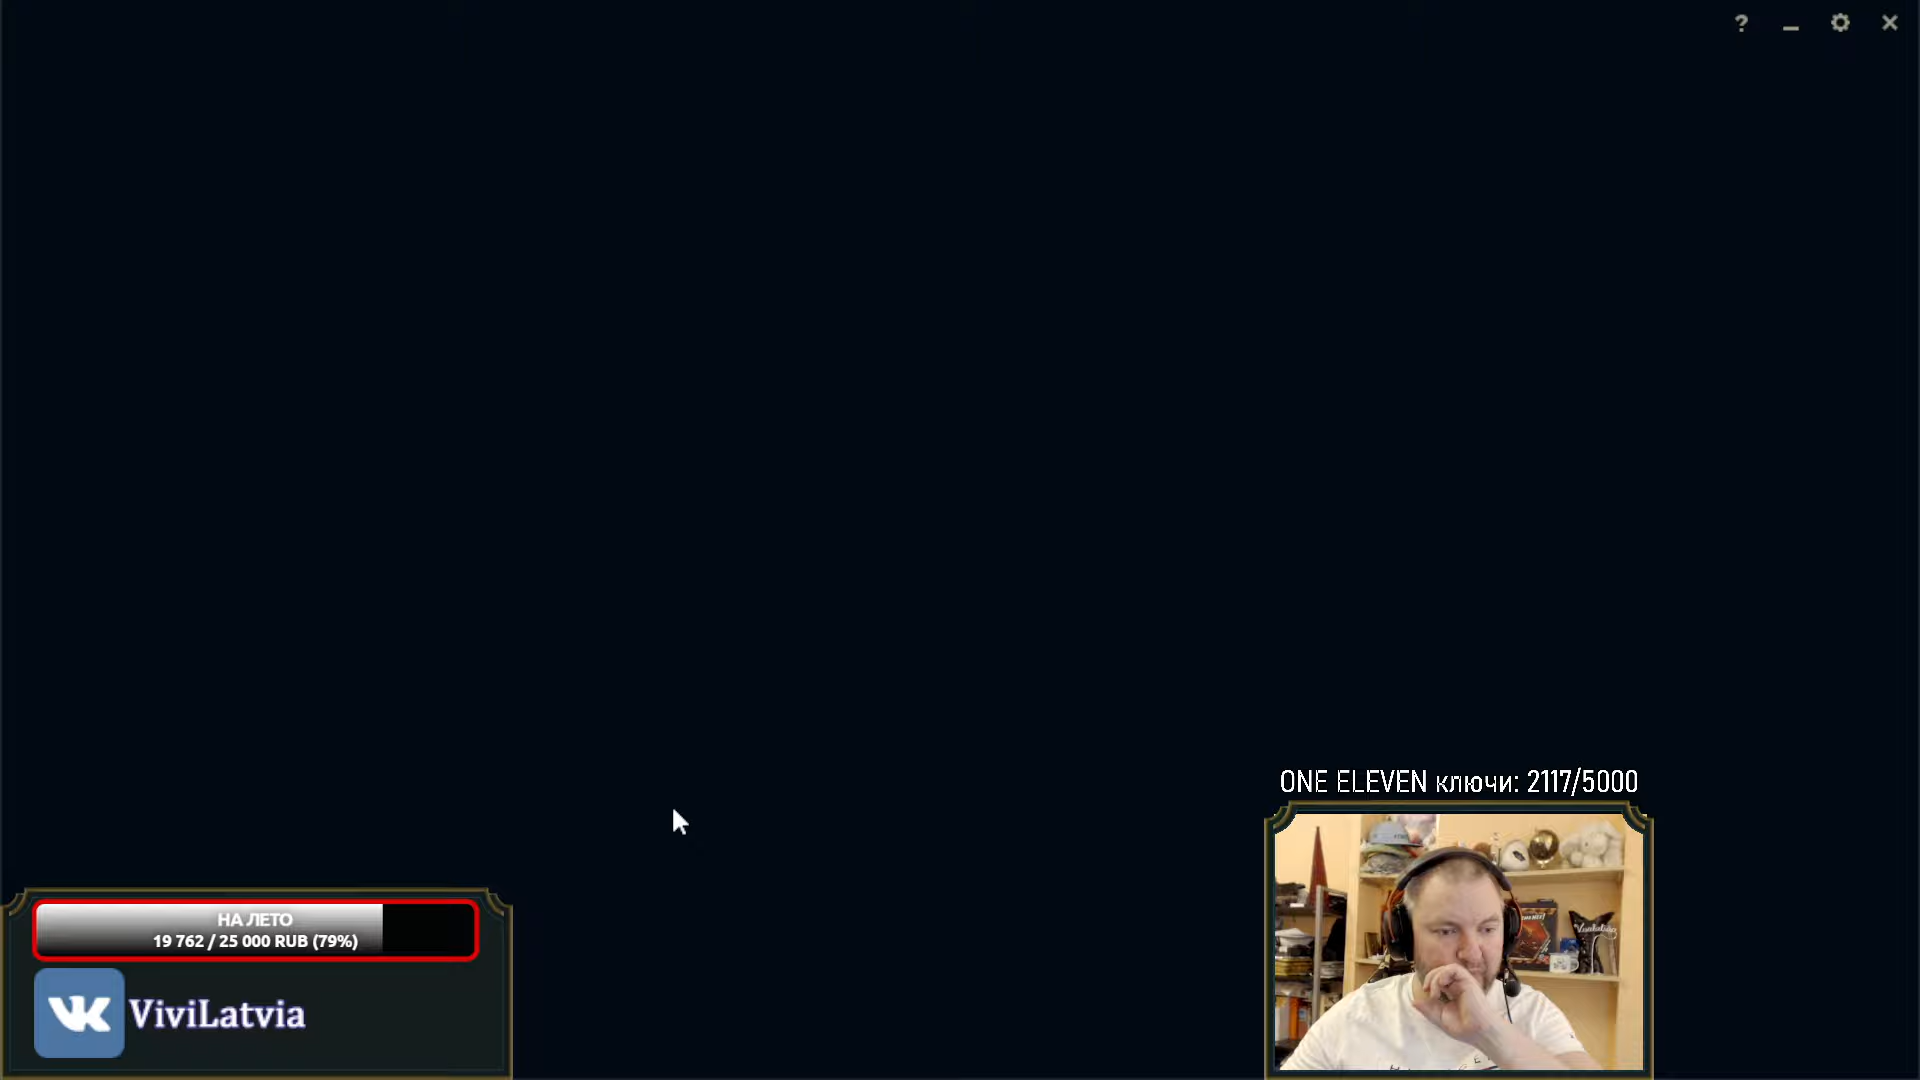 ONE ELEVEN ключи: 2117/5000
НА ЛЕТО
19 762 / 25 000 RUB (79%)
ViviLatvia